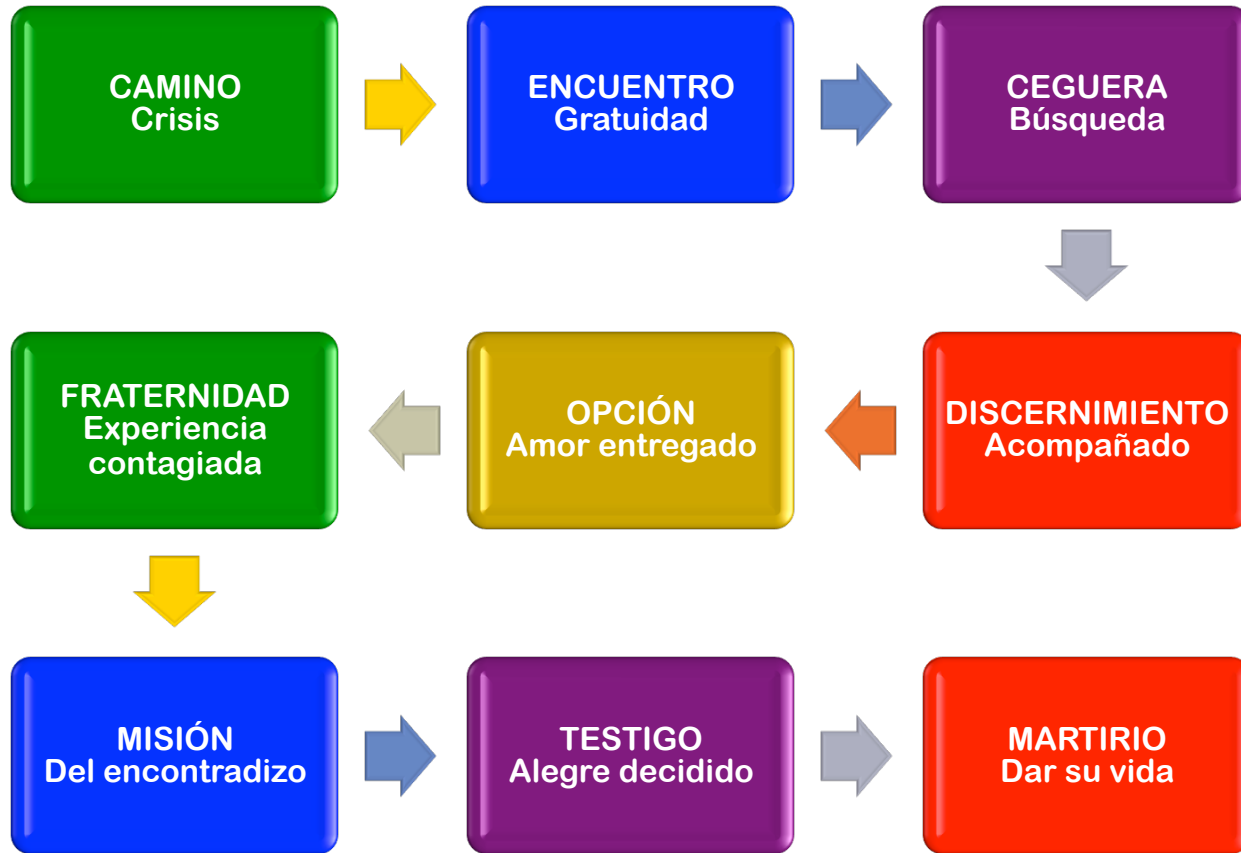 CAMINO
Crisis
ENCUENTRO
Gratuidad
CEGUERA
Búsqueda
DISCERNIMIENTO
Acompañado
OPCIÓN
Amor entregado
FRATERNIDAD
Experiencia
contagiada
MISIÓN
Del encontradizo
TESTIGO
Alegre decidido
MARTIRIO
Dar su vida